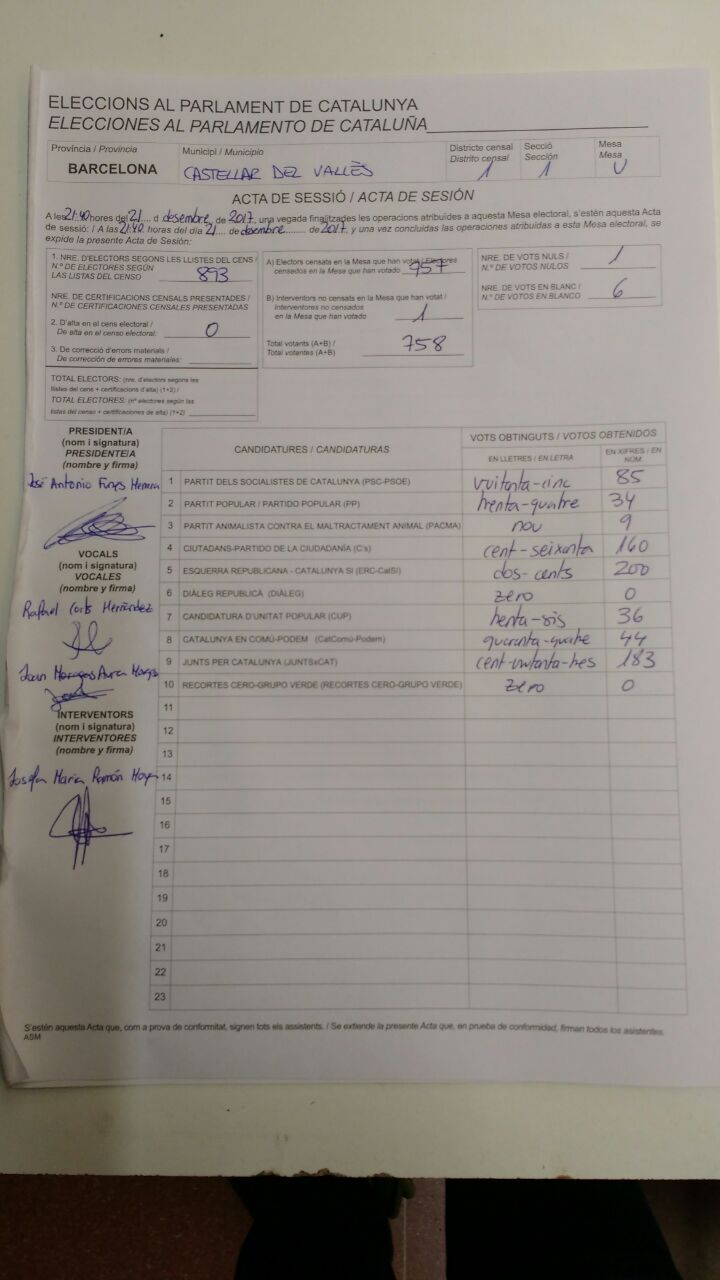 ELECCIONS AL PARLAMENT DE CATALUNYA
ELECCIONES AL PARLAMENTO DE CATALUÑA
Província / Provincia
BARCELONA
Municipi / Municipio
CASTELLAR DEL VALLÈS
Districte censal
Distrito censal
1
Secció
Sección
1
Mesa
Mesa
U
ACTA DE SESSIÓ / ACTA DE SESIÓN
A les 21:40 hores del 21 d desembre de 2017, una vegada finalitzades les operacions atribuïdes a aquesta Mesa electoral, s'estén aquesta Acta
de sessió: / A las 21:40 horas del día 21 de desembre de 2017. y una vez concluidas las operaciones atribuidas a esta Mesa electoral, se
expide la presente Acta de Sesión:
1. NRE. D'ELECTORS SEGONS LES LLISTES DEL CENS /
N.º DE ELECTORES SEGÚN
LAS LISTAS DEL CENSO 893
NRE. DE CERTIFICACIONS CENSALS PRESENTADES /
N.º DE CERTIFICACIONES CENSALES PRESENTADAS
2. D'alta en el cens electoral /
De alta en el censo electoral: 0
3. De correcció d'errors materials /
De corrección de errores materiales:
TOTAL ELECTORS: (nre. d'electors segons les
llistes del cens + certificacions d'alta) (1+2) /
TOTAL ELECTORES: (nº electores según las
listas del censo + certificaciones de alta) (1+2)
A) Electors censats en la Mesa que han votat / Electores
censados en la Mesa que han votado 957
B) Interventors no censats en la Mesa que han votat /
Interventores no censados
en la Mesa que han votado 1
Total votants (A+B) /
Total votantes (A+B) 758
NRE. DE VOTS NULS /
N.º DE VOTOS NULOS 1
NRE. DE VOTS EN BLANC /
N.º DE VOTOS EN BLANCO 6
PRESIDENT/A
(nom i signatura)
PRESIDENTE/A
(nombre y firma)
José Antonio Funes Herrera
VOCALS
(nom i signatura)
VOCALES
(nombre y firma)
Rafael Corts Hernández
Joan
INTERVENTORS
(nom i signatura)
INTERVENTORES
(nombre y firma)
Josefa Maria Ramón Moya
CANDIDATURES / CANDIDATURAS
VOTS OBTINGUTS / VOTOS OBTENIDOS
EN LLETRES / EN LETRA
EN XIFRES / EN NÚM.
1 PARTIT DELS SOCIALISTES DE CATALUNYA (PSC-PSOE) vuitanta-cinc 85
2 PARTIT POPULAR / PARTIDO POPULAR (PP) trenta-quatre 34
3 PARTIT ANIMALISTA CONTRA EL MALTRACTAMENT ANIMAL (PACMA) nou 9
4 CIUTADANS-PARTIDO DE LA CIUDADANÍA (C's) cent-seixanta 160
5 ESQUERRA REPUBLICANA - CATALUNYA SÍ (ERC-CatSÍ) dos-cents 200
6 DIÀLEG REPUBLICÀ (DIÀLEG) zero 0
7 CANDIDATURA D'UNITAT POPULAR (CUP) trenta-sis 36
8 CATALUNYA EN COMÚ-PODEM (CatComú-Podem) quaranta-quatre 44
9 JUNTS PER CATALUNYA (JUNTSxCAT) cent-vuitanta-tres 183
10 RECORTES CERO-GRUPO VERDE (RECORTES CERO-GRUPO VERDE) zero 0
11
12
13
14
15
16
17
18
19
20
21
22
23
S'estén aquesta Acta que, com a prova de conformitat, signen tots els assistents. / Se extiende la presente Acta que, en prueba de conformidad, firman todos los asistentes.
ASM